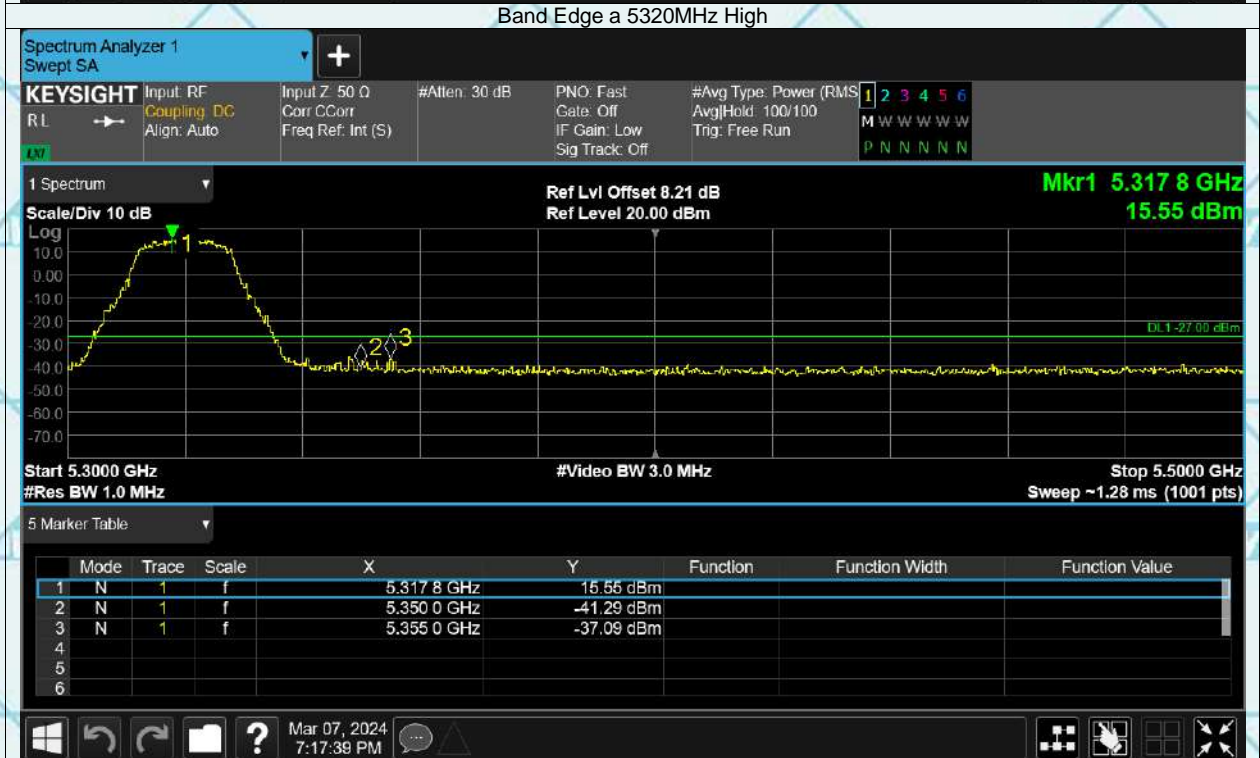 Band Edge a 5320MHz High
Spectrum Analyzer 1
Swept SA
+
KEYSIGHT
RL
LXI
Input: RF
Coupling: DC
Align: Auto
Input Z: 50 Ω
Corr CCorr
Freq Ref: Int (S)
#Atten: 30 dB
PNO: Fast
Gate: Off
IF Gain: Low
Sig Track: Off
#Avg Type: Power (RMS
Avg|Hold: 100/100
Trig: Free Run
1 2 3 4 5 6
M W W W W W
P N N N N N
1 Spectrum
Scale/Div 10 dB
Ref Lvl Offset 8.21 dB
Ref Level 20.00 dBm
Mkr1 5.317 8 GHz
15.55 dBm
Log
10.0
0.00
-10.0
-20.0
-30.0
-40.0
-50.0
-60.0
-70.0
1
2
3
DL1 -27.00 dBm
Start 5.3000 GHz
#Video BW 3.0 MHz
Stop 5.5000 GHz
#Res BW 1.0 MHz
Sweep ~1.28 ms (1001 pts)
5 Marker Table
Mode Trace Scale X Y Function Function Width Function Value
1 N 1 f 5.317 8 GHz 15.55 dBm
2 N 1 f 5.350 0 GHz -41.29 dBm
3 N 1 f 5.355 0 GHz -37.09 dBm
4
5
6
?
Mar 07, 2024
7:17:39 PM